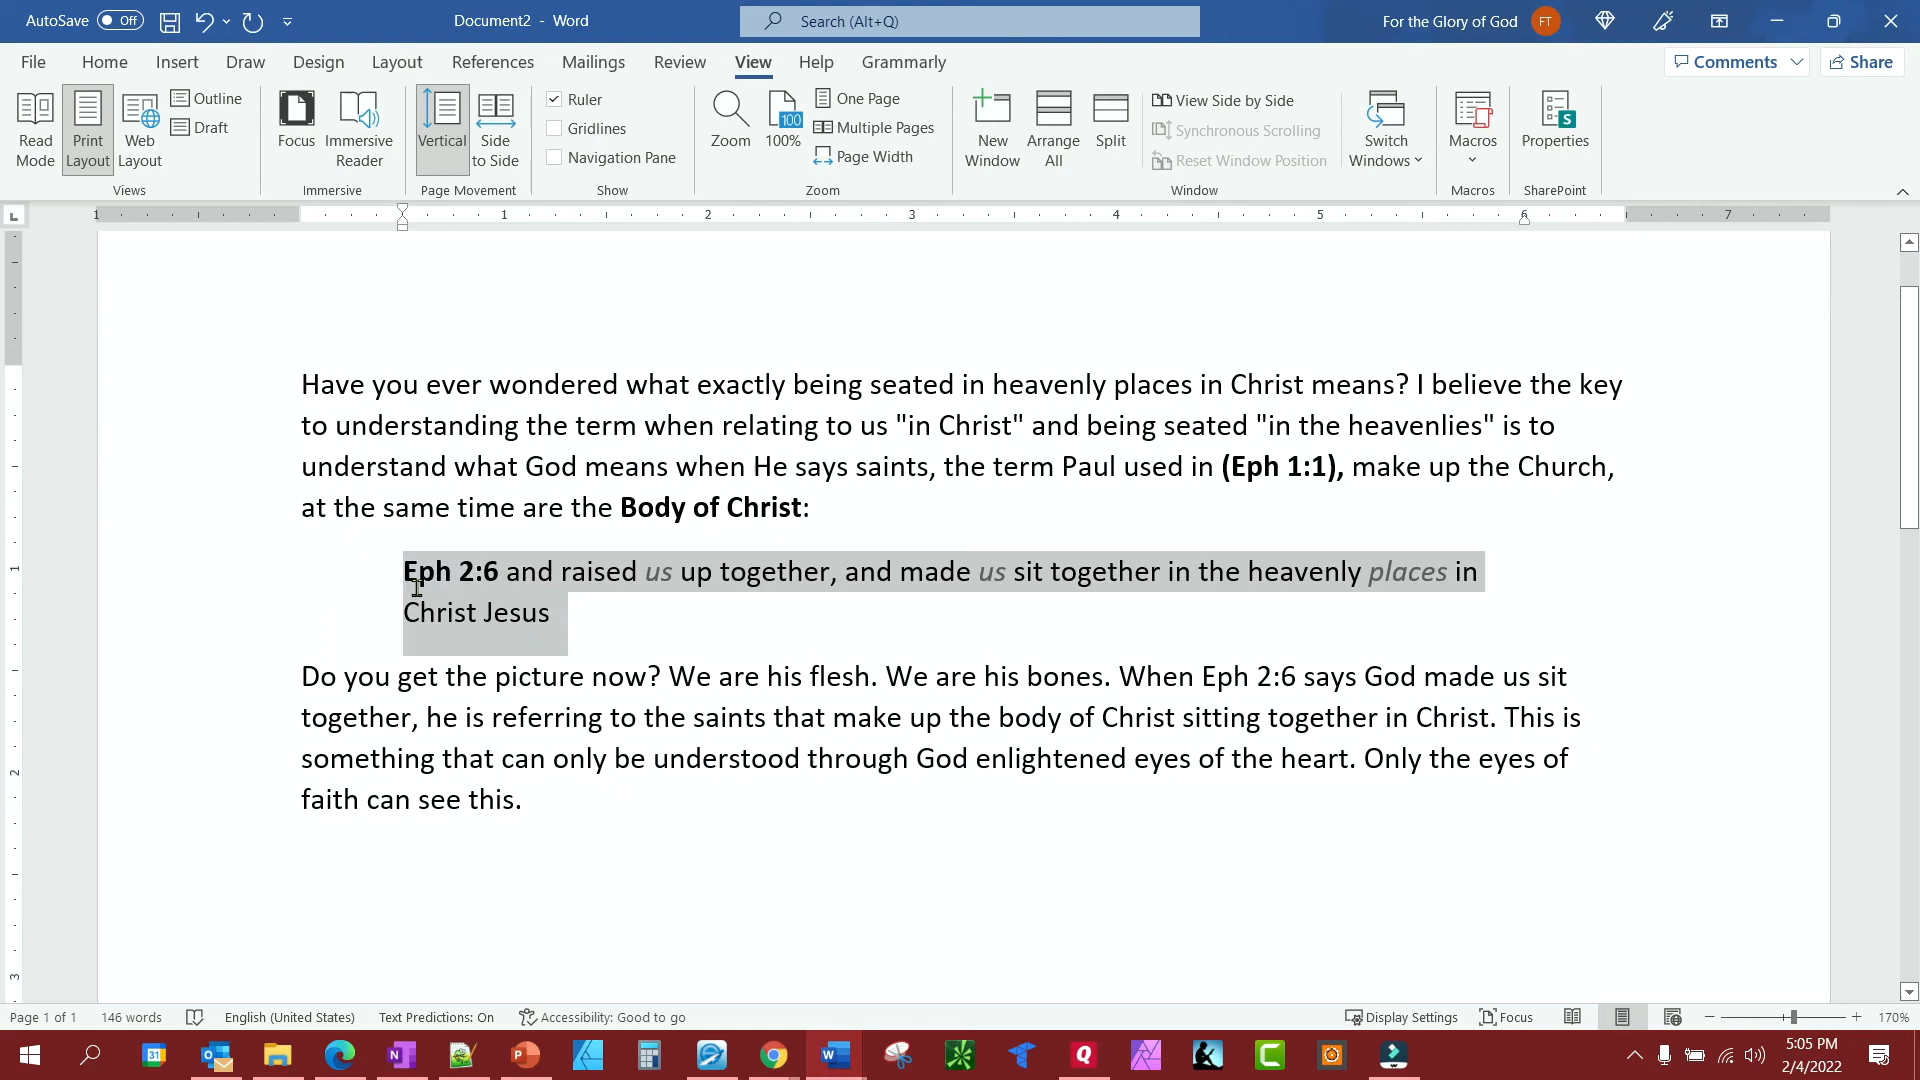 AutoSave Off Document2 - Word Search (Alt+Q) For the Glory of God FT
File Home Insert Draw Design Layout References Mailings Review View Help Grammarly Comments Share
Read Mode
Print Layout
Web Layout
Outline
Draft
Views
Focus
Immersive Reader
Immersive
Vertical
Side to Side
Page Movement
Ruler
Gridlines
Navigation Pane
Show
Zoom
100
100%
One Page
Multiple Pages
Page Width
Zoom
New Window
Arrange All
Split
View Side by Side
Synchronous Scrolling
Reset Window Position
Window
Switch Windows
Macros
Macros
S
Properties
SharePoint
L
1 1 2 3 4 5 6 7
Have you ever wondered what exactly being seated in heavenly places in Christ means? I believe the key
to understanding the term when relating to us "in Christ" and being seated "in the heavenlies" is to
understand what God means when He says saints, the term Paul used in (Eph 1:1), make up the Church,
at the same time are the Body of Christ:
Eph 2:6 and raised us up together, and made us sit together in the heavenly places in
Christ Jesus
Do you get the picture now? We are his flesh. We are his bones. When Eph 2:6 says God made us sit
together, he is referring to the saints that make up the body of Christ sitting together in Christ. This is
something that can only be understood through God enlightened eyes of the heart. Only the eyes of
faith can see this.
1
2
3
Page 1 of 1 146 words English (United States) Text Predictions: On Accessibility: Good to go Display Settings Focus 170%
31 O N P W Q C 5:05 PM
2/4/2022